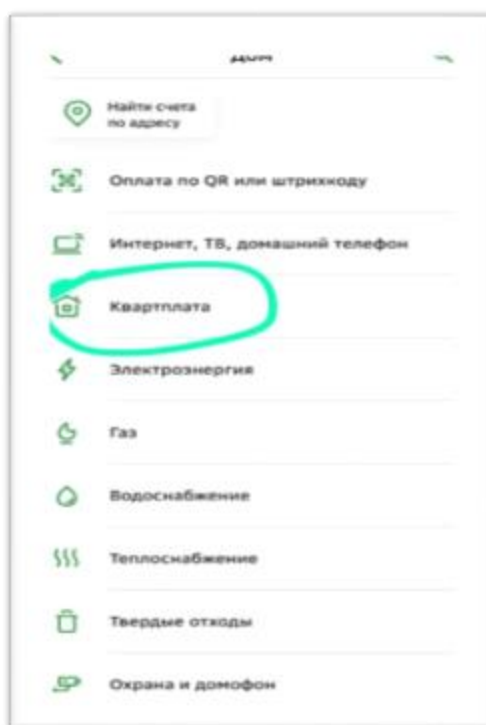 Дом
Найти счета
по адресу
Оплата по QR или штрихкоду
Интернет, ТВ, домашний телефон
Квартплата
Электроэнергия
Газ
Водоснабжение
Теплоснабжение
Твердые отходы
Охрана и домофон